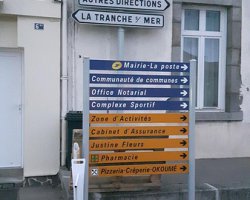 AUTRES DIRECTIONS
LA TRANCHE S/ MER
Mairie-La poste
Communauté de communes
Office Notarial
Complexe Sportif
Zone d'Activités
Cabinet d'Assurance
Justine Fleurs
Pharmacie
Pizzeria-Crêperie OKOUME